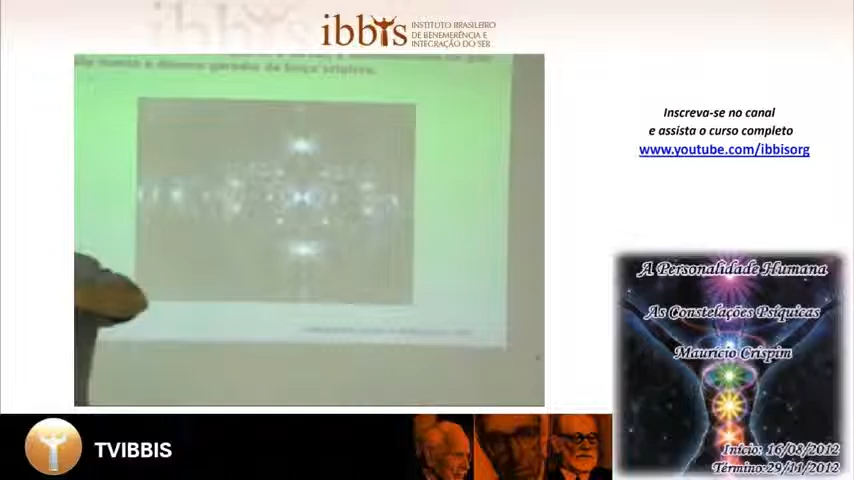 ibbis
INSTITUTO BRASILEIRO
DE BENEMERÊNCIA E
INTEGRAÇÃO DO SER
Inscreva-se no canal
e assista o curso completo
www.youtube.com/ibbisorg
A Personalidade Humana
As Constelações Psíquicas
Maurício Crispim
Início: 16/08/2012
Término:29/11/2012
TVIBBIS